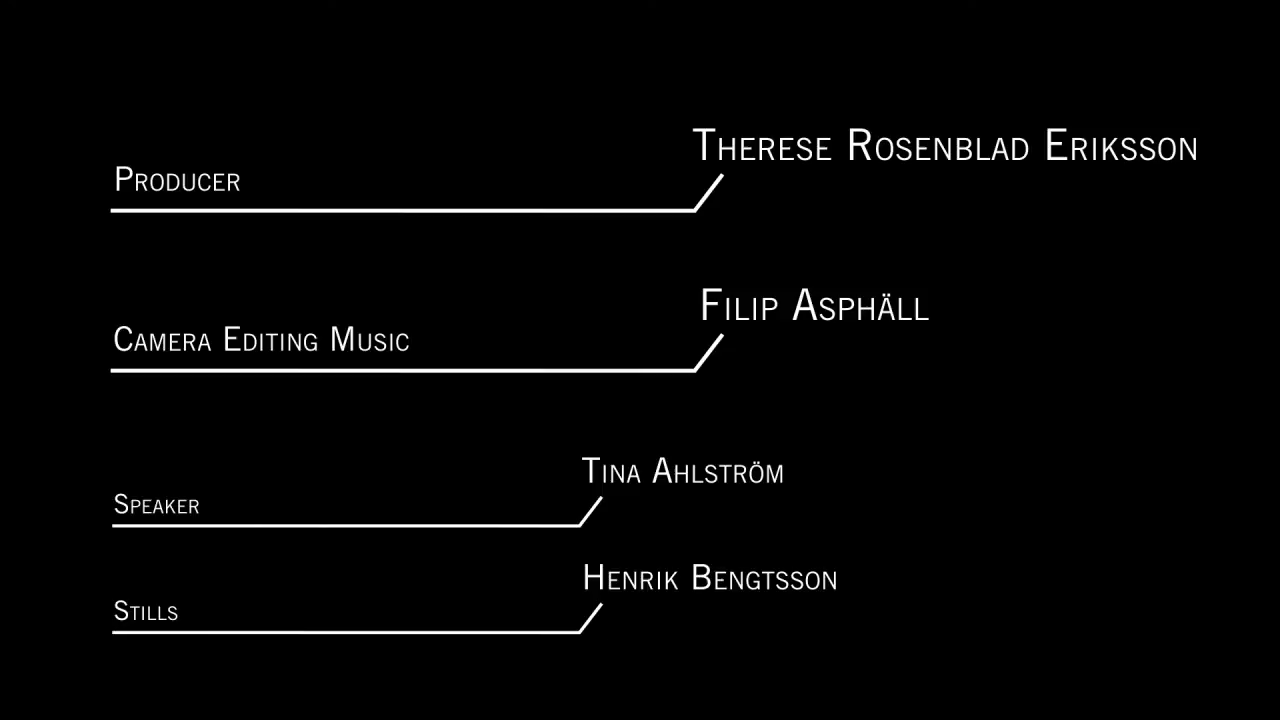 Producer
Therese Rosenblad Eriksson
Camera Editing Music
Filip Asphäll
Speaker
Tina Ahlström
Stills
Henrik Bengtsson